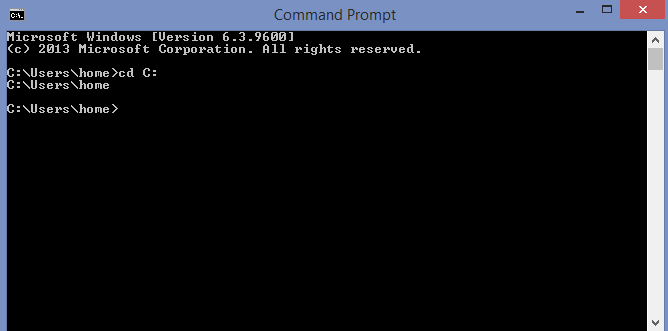 C:\.
Command Prompt
Microsoft Windows [Version 6.3.9600]
(c) 2013 Microsoft Corporation. All rights reserved.
C:\Users\home>cd C:
C:\Users\home
C:\Users\home>